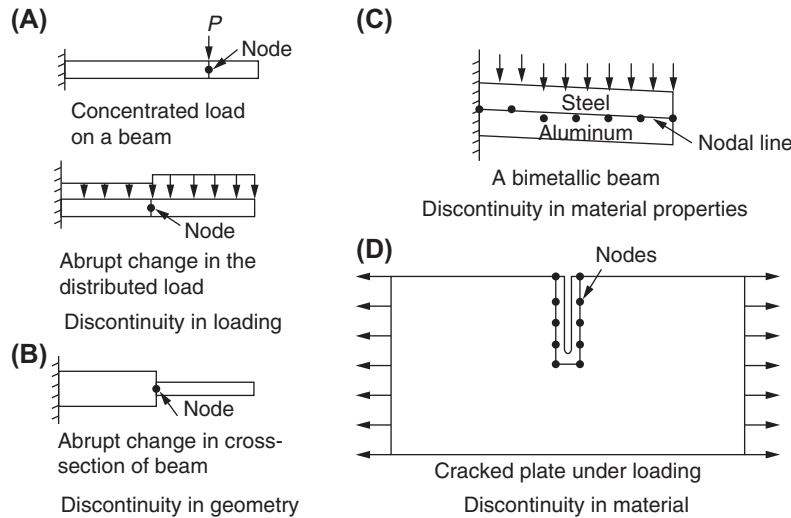 (A)
P
Node
Concentrated load
on a beam
Node
Abrupt change in the
distributed load
Discontinuity in loading
(B)
Node
Abrupt change in cross-
section of beam
Discontinuity in geometry
(C)
Steel
Aluminum
Nodal line
A bimetallic beam
Discontinuity in material properties
(D)
Nodes
Cracked plate under loading
Discontinuity in material